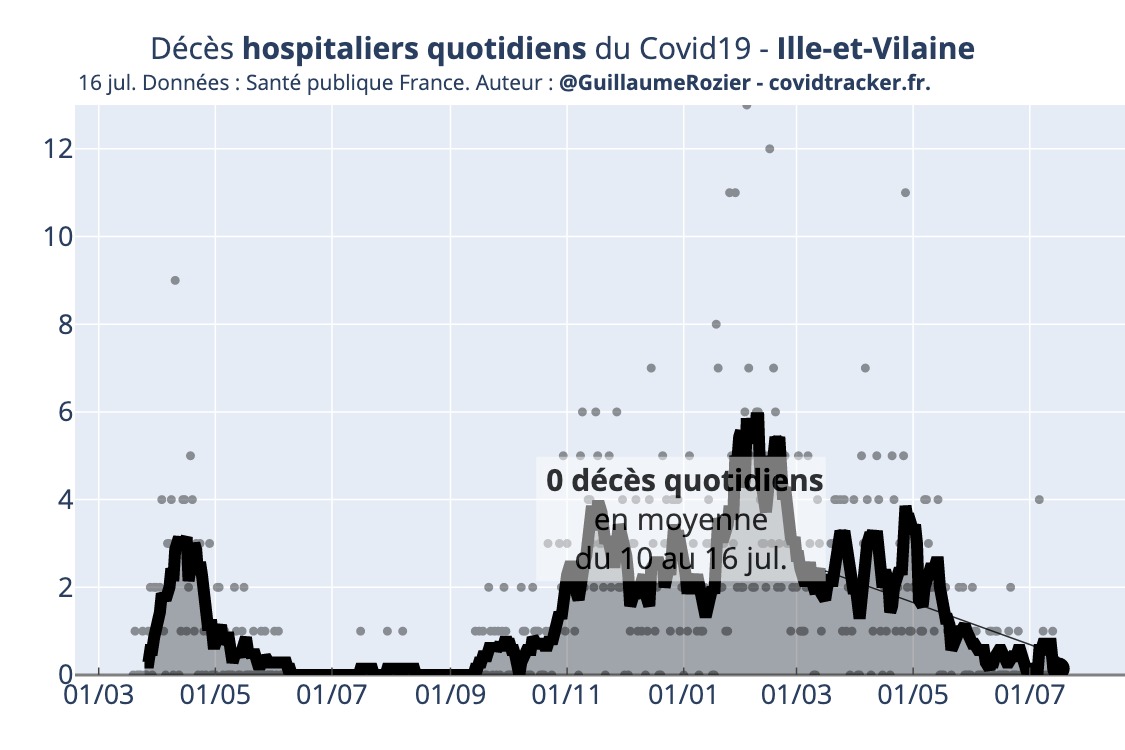 Décès hospitaliers quotidiens du Covid19 - Ille-et-Vilaine
16 jul. Données : Santé publique France. Auteur : @GuillaumeRozier - covidtracker.fr.
12
10
8
6
4
2
0
0 décès quotidiens
en moyenne
du 10 au 16 jul.
01/03 01/05 01/07 01/09 01/11 01/01 01/03 01/05 01/07